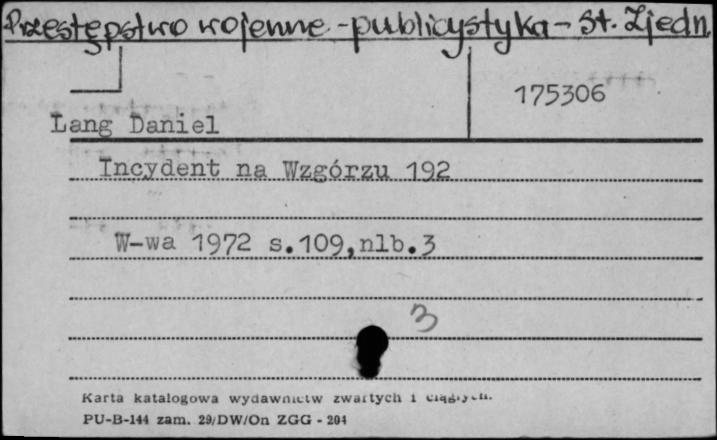 Przestępstwo wojenne - publicystyka - St. Zjedn.
175306
Lang Daniel
Incydent na Wzgórzu 192
W-wa 1972 s.109,nlb.3
3
Karta katalogowa wydawnictw zwartych i ciągłych.
PU-B-144 zam. 29/DW/On ZGG - 204